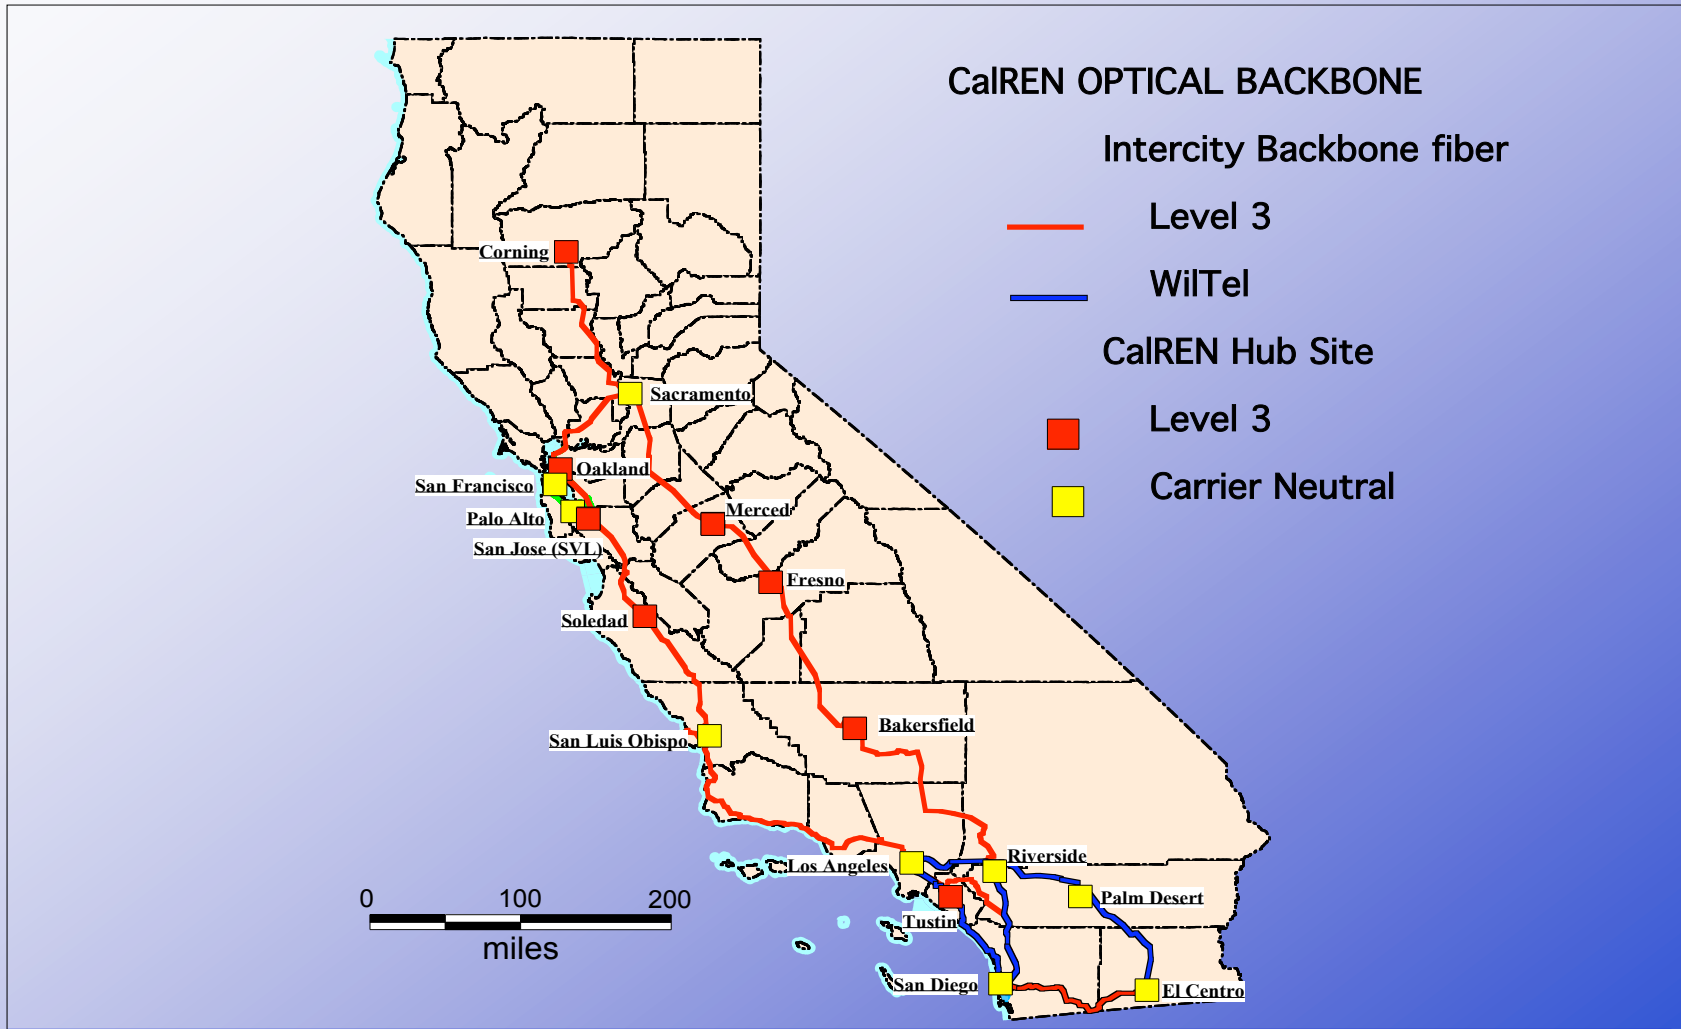 CalREN OPTICAL BACKBONE
Intercity Backbone fiber
Level 3
WilTel
CalREN Hub Site
Level 3
Carrier Neutral
Corning
Sacramento
Oakland
San Francisco
Palo Alto
Merced
San Jose (SVL)
Fresno
Soledad
Bakersfield
San Luis Obispo
Los Angeles
Riverside
Palm Desert
Tustin
San Diego
El Centro
0 100 200
miles